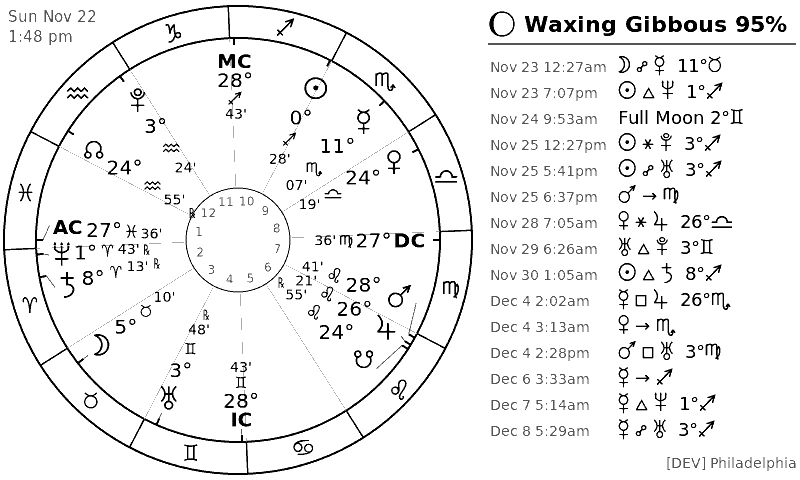 Sun Nov 22
1:48 pm
☽ Waxing Gibbous 95%
Nov 23 12:27am ☽ ☍ ☿ 11°♉
Nov 23 7:07pm ☉ △ ♆ 1°♐
Nov 24 9:53am Full Moon 2°♊
Nov 25 12:27pm ☉ ⚹ ♇ 3°♐
Nov 25 5:41pm ☉ ☍ ♅ 3°♐
Nov 25 6:37pm ♂ → ♍
Nov 28 7:05am ♀ ⚹ ♃ 26°♎
Nov 29 6:26am ♅ △ ♇ 3°♊
Nov 30 1:05am ☉ △ ♄ 8°♐
Dec 4 2:02am ☿ □ ♃ 26°♏
Dec 4 3:13am ♀ → ♏
Dec 4 2:28pm ♂ □ ♅ 3°♍
Dec 6 3:33am ☿ → ♐
Dec 7 5:14am ☿ △ ♆ 1°♐
Dec 8 5:29am ☿ ☍ ♅ 3°♐
[DEV] Philadelphia
♑ ♐ ♏ ♎ ♍ ♌ ♋ ♊ ♉ ♈ ♓ ♒
MC
28°
♐
43'
☉ 0° ♐ 28'
☿ 11° ♏ 07'
♀ 24° ♎ 19'
♇ 3° ♒ 24'
☊ 24° ♒ 55' ℞
AC 27° ♓ 36'
♆ 1° ♈ 43' ℞
♄ 8° ♈ 13' ℞
☽ 5° ♉ 10'
♅ 3° ♊ 48' ℞
43'
♊
28°
IC
36' ♍ 27° DC
41' ♌ 28° ♂
21' ♌ 26° ♃
℞ 55' ♌ 24° ☋
1 2 3 4 5 6 7 8 9 10 11 12